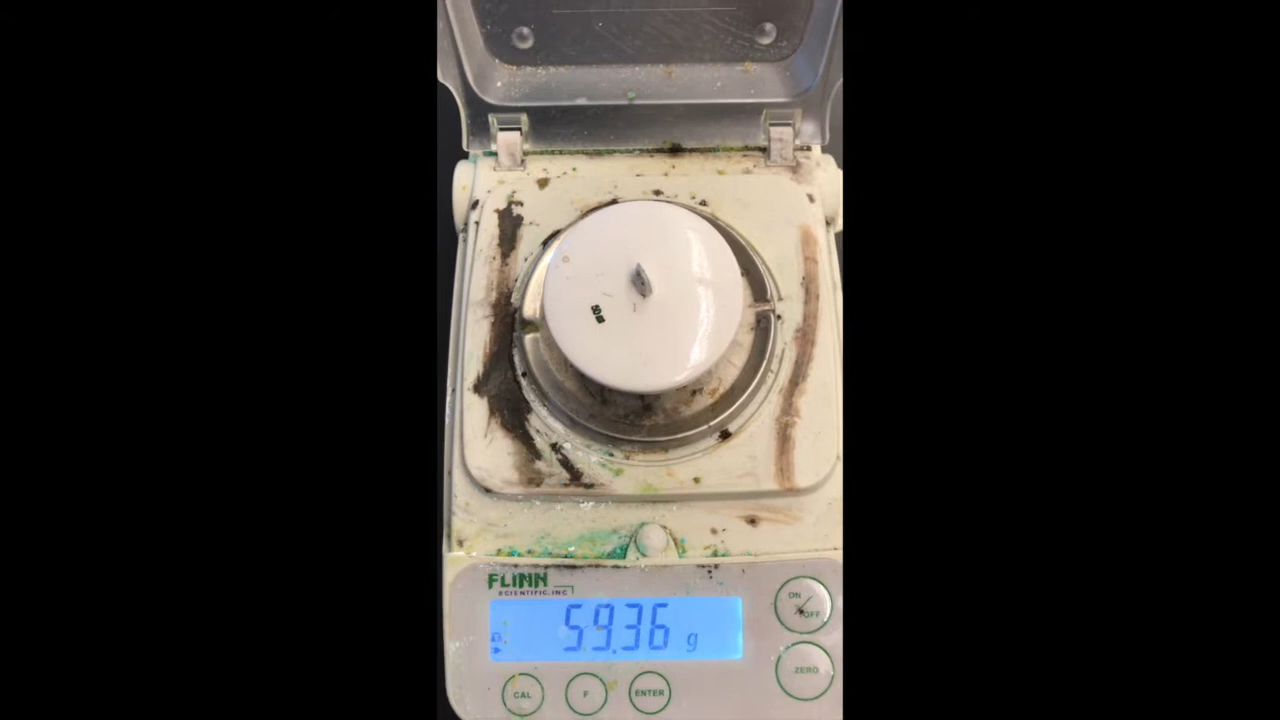 FLINN
SCIENTIFIC, INC
59.36 g
ON
OFF
ZERO
CAL
F
ENTER